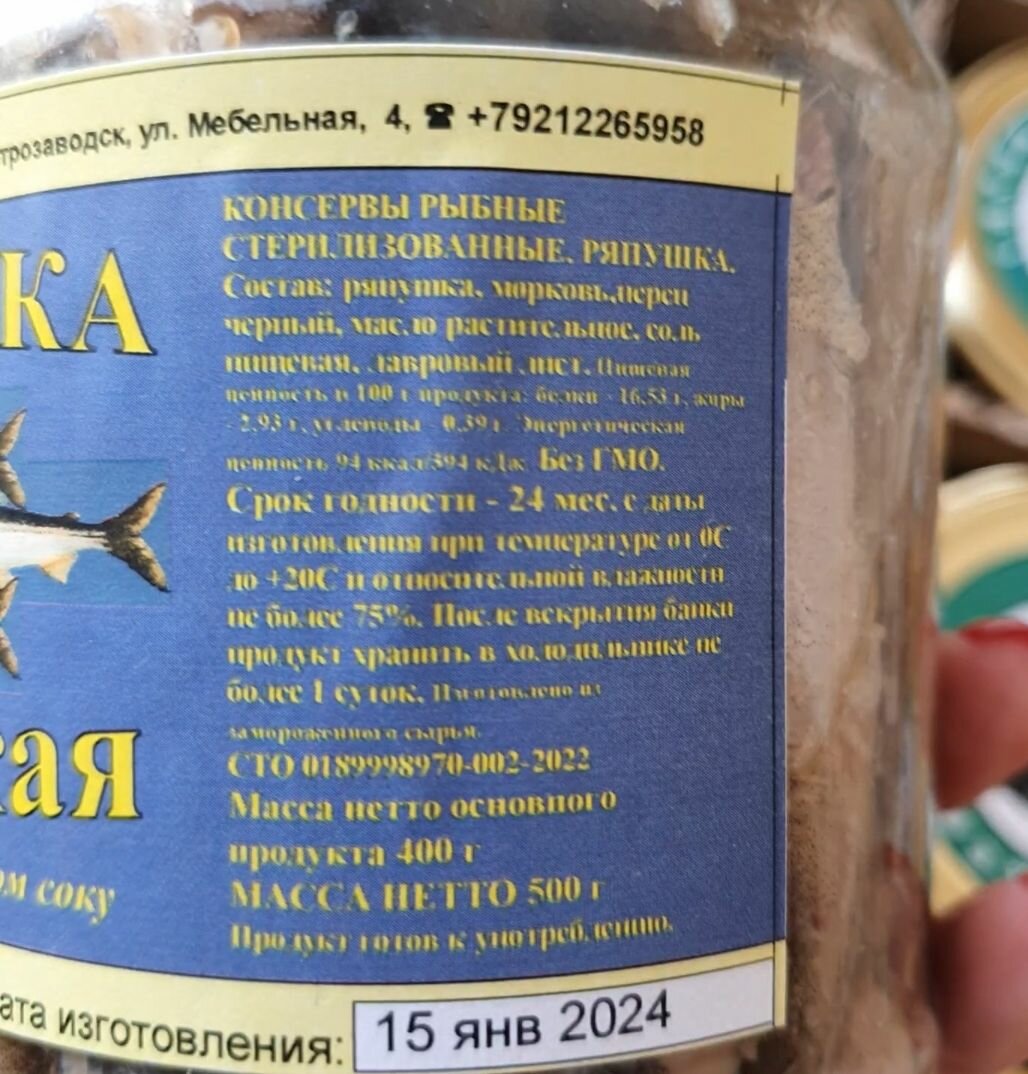 трозаводск, ул. Мебельная, 4, ☎ +79212265958
КА
кая
ом соку
КОНСЕРВЫ РЫБНЫЕ
СТЕРИЛИЗОВАННЫЕ. РЯПУШКА.
Состав: ряпушка, морковь,перец
черный, масло растительное, соль
пищевая, лавровый лист. Пищевая
ценность в 100 г продукта: белки - 16,53 г, жиры
- 2,93 г, углеводы - 0,39 г. Энергетическая
ценность 94 ккал/394 кДж. Без ГМО.
Срок годности - 24 мес. с даты
изготовления при температуре от 0С
до +20С и относительной влажности
не более 75%. После вскрытия банки
продукт хранить в холодильнике не
более 1 суток. Изготовлено из
замороженного сырья.
СТО 0189998970-002-2022
Масса нетто основного
продукта 400 г
МАССА НЕТТО 500 г
Продукт готов к употреблению.
ата изготовления: 15 янв 2024